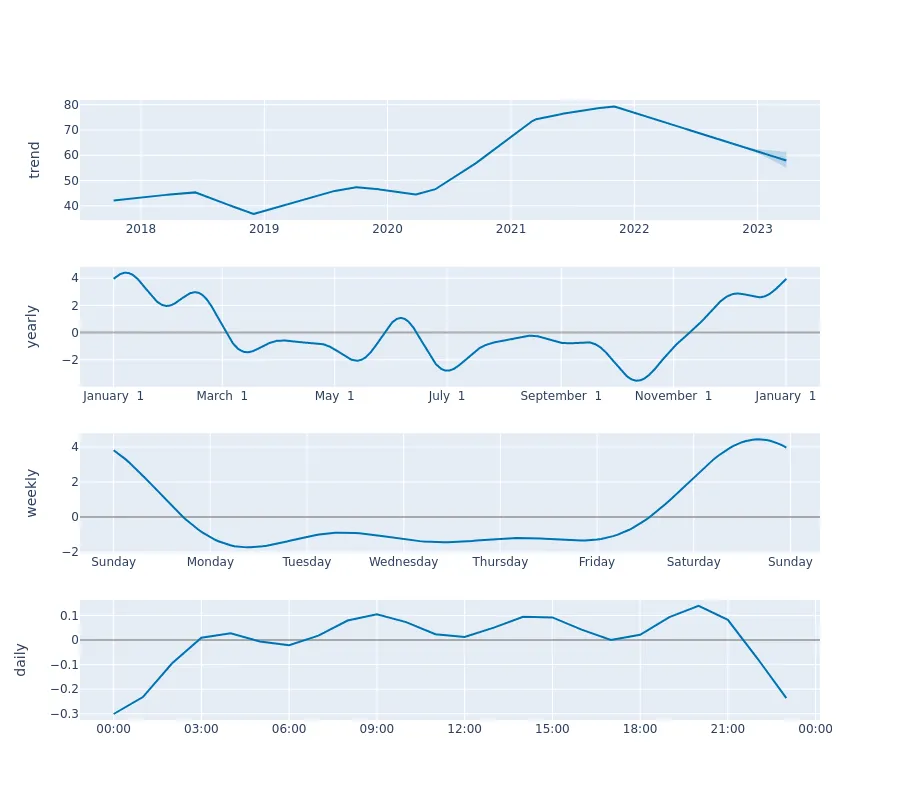 trend
80
70
60
50
40
2018 2019 2020 2021 2022 2023
yearly
4
2
0
−2
January 1 March 1 May 1 July 1 September 1 November 1 January 1
weekly
4
2
0
−2
Sunday Monday Tuesday Wednesday Thursday Friday Saturday Sunday
daily
0.1
0
−0.1
−0.2
−0.3
00:00 03:00 06:00 09:00 12:00 15:00 18:00 21:00 00:00